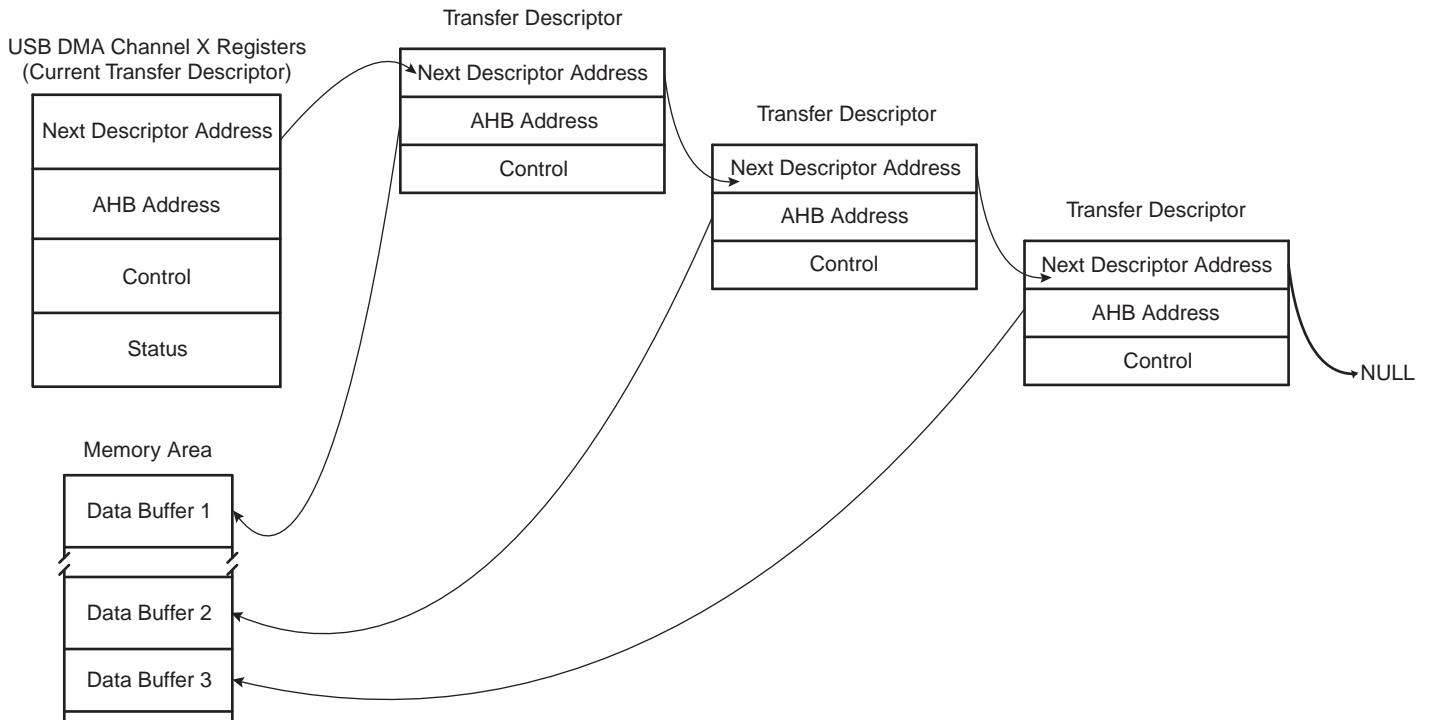 Transfer Descriptor
USB DMA Channel X Registers
(Current Transfer Descriptor)
Next Descriptor Address
AHB Address
Control
Status
Next Descriptor Address
AHB Address
Control
Transfer Descriptor
Next Descriptor Address
AHB Address
Control
Transfer Descriptor
Next Descriptor Address
AHB Address
Control
NULL
Memory Area
Data Buffer 1
Data Buffer 2
Data Buffer 3